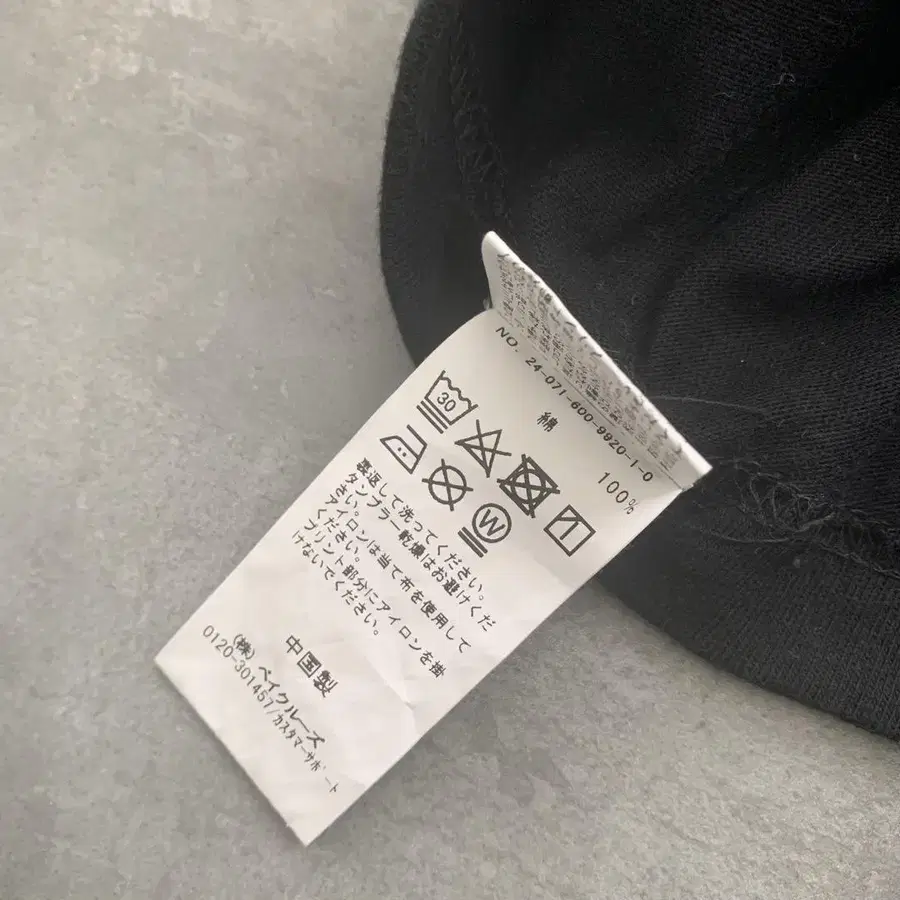 NO. 24-071-600-9920-1-0
綿 100%
30
W
裏返して洗ってください。
タンブラー乾燥はお避けくだ
さい。
アイロンは当て布を使用して
ください。
プリント部分にアイロンを掛
けないでください。
中国製
(株)ベイクルーズ
0120-301457/カスタマーサポート